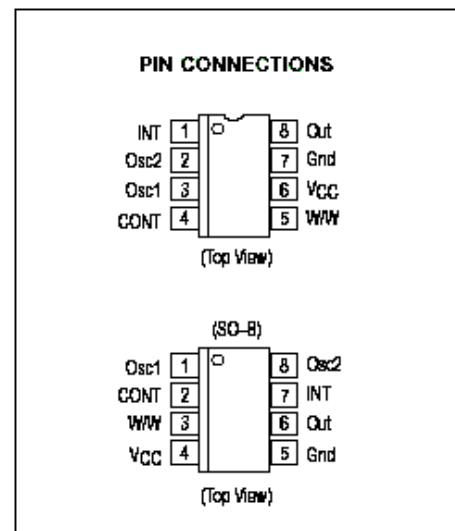 PIN CONNECTIONS
INT 1 8 Out
Osc2 2 7 Gnd
Osc1 3 6 VCC
CONT 4 5 W/W
(Top View)
(SO–8)
Osc1 1 8 Osc2
CONT 2 7 INT
W/W 3 6 Out
VCC 4 5 Gnd
(Top View)